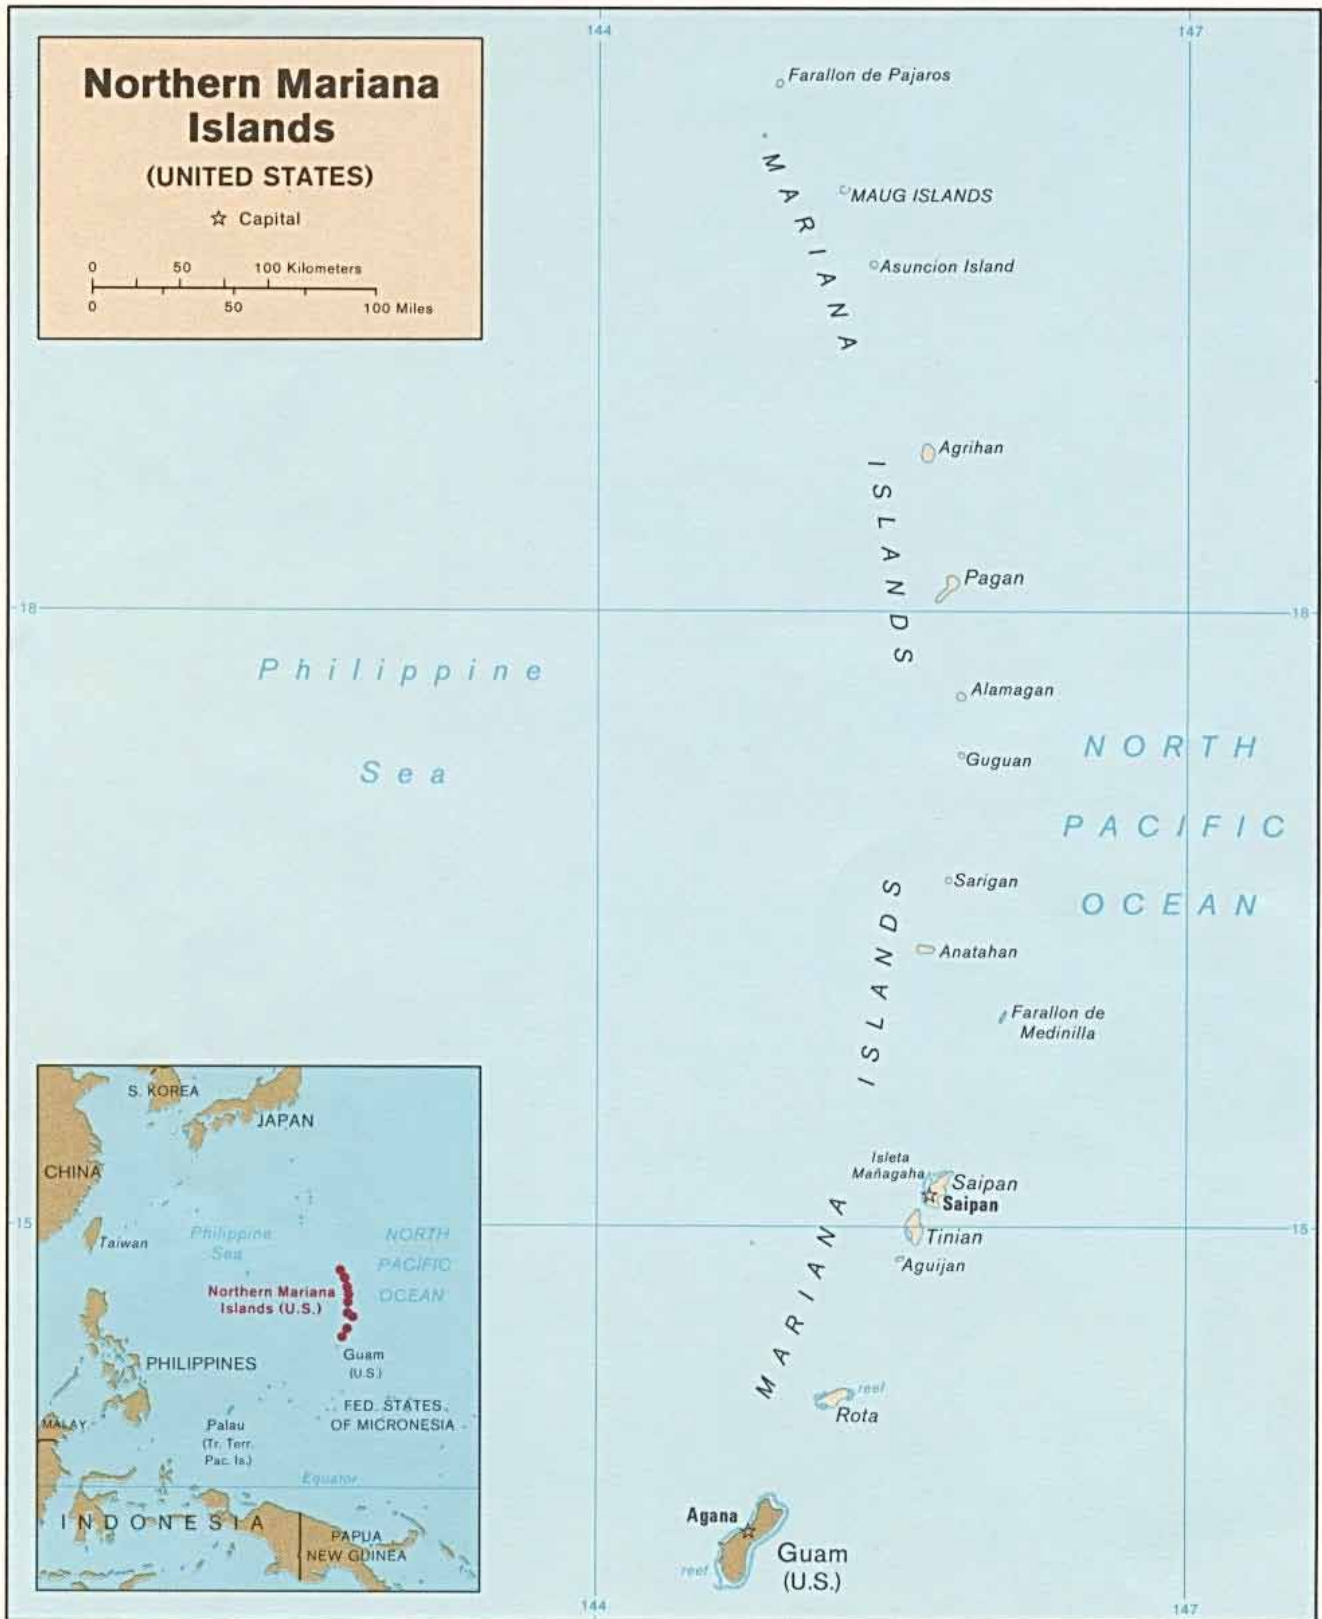 144
147
Northern Mariana
Islands
(UNITED STATES)
☆ Capital
0 50 100 Kilometers
0 50 100 Miles
Farallon de Pajaros
MAUG ISLANDS
Asuncion Island
MARIANA
ISLANDS
Agrihan
Pagan
18
18
Philippine
Sea
Alamagan
Guguan
NORTH
PACIFIC
OCEAN
Sarigan
Anatahan
Farallon de
Medinilla
MARIANA ISLANDS
Isleta
Mañagaha
Saipan
Saipan
15
15
Tinian
Aguijan
reef
Rota
Agana
Guam
(U.S.)
reef
144
147
S. KOREA
JAPAN
CHINA
Taiwan
Philippine
Sea
NORTH
PACIFIC
OCEAN
Northern Mariana
Islands (U.S.)
Guam
(U.S.)
PHILIPPINES
FED. STATES
OF MICRONESIA
MALAY.
Palau
(Tr. Terr.
Pac. Is.)
Equator
INDONESIA
PAPUA
NEW GUINEA